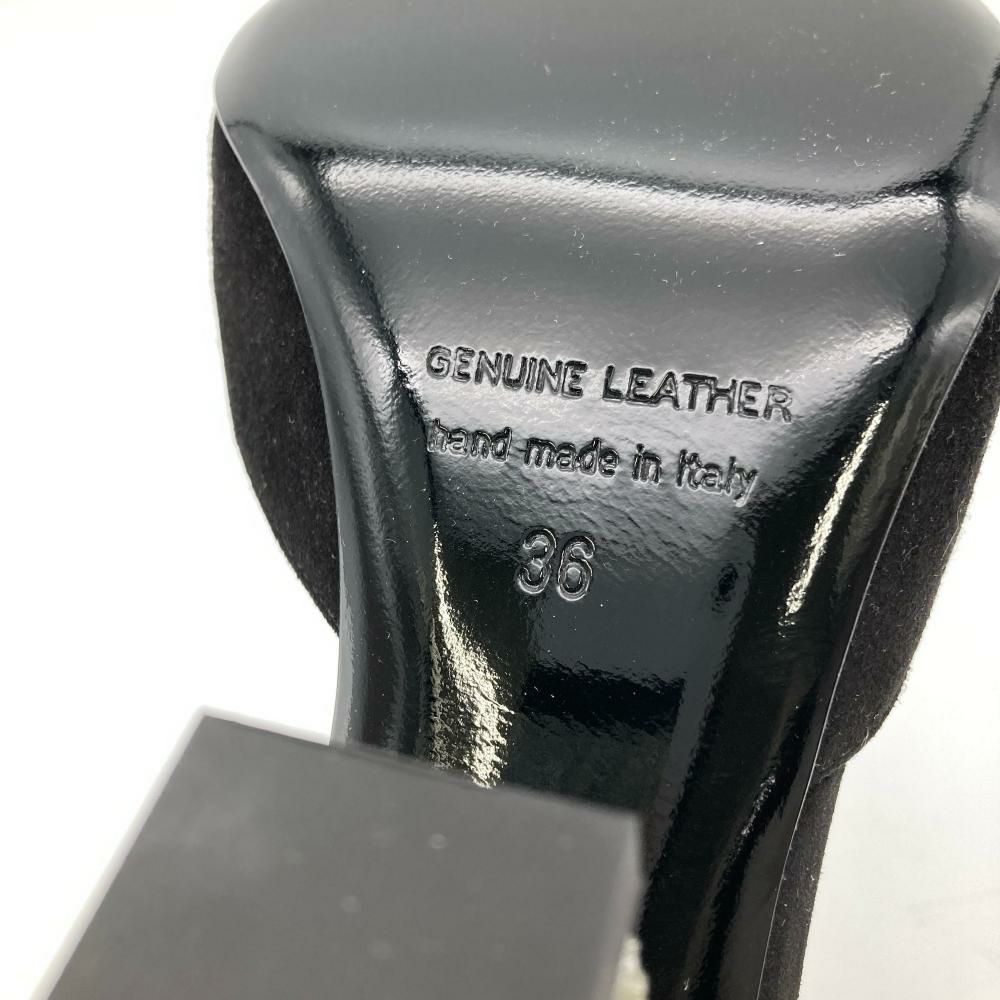 GENUINE LEATHER
hand-made in Italy
36